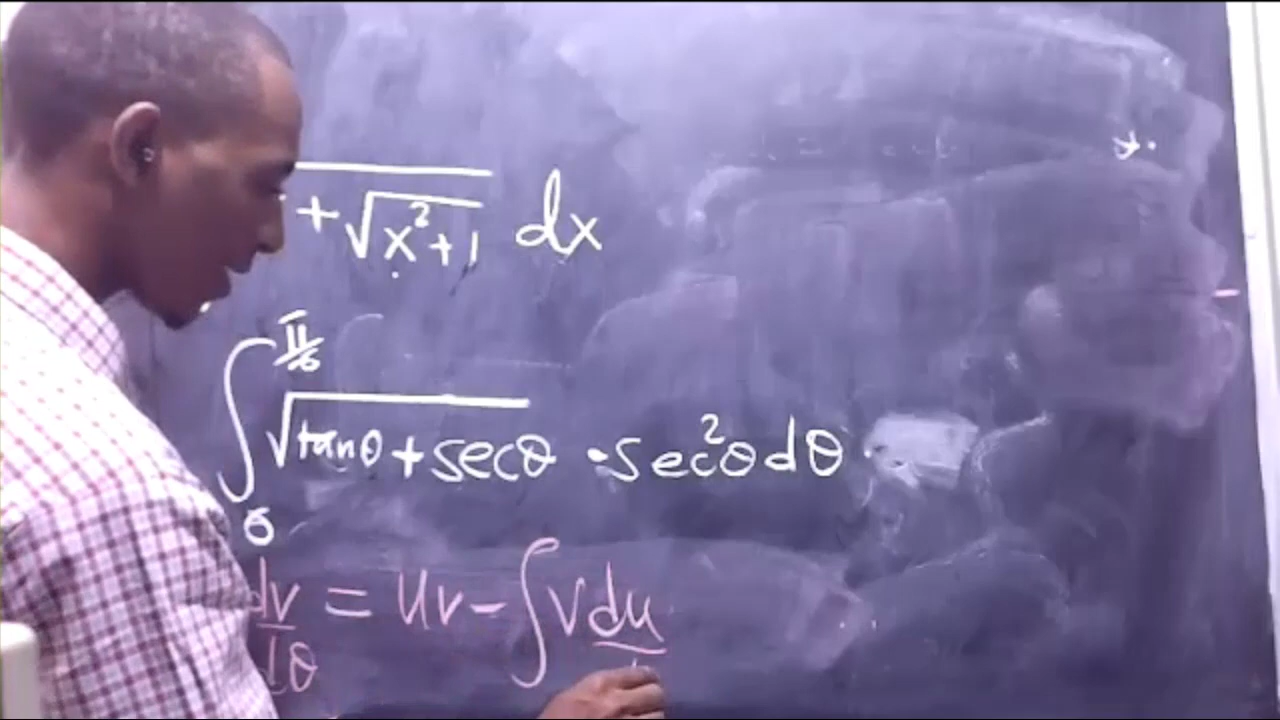 + √(x² + 1) dx
∫₀^(π/6) √(tanθ + secθ) · sec²θ dθ
dv/dθ = uv - ∫ v du